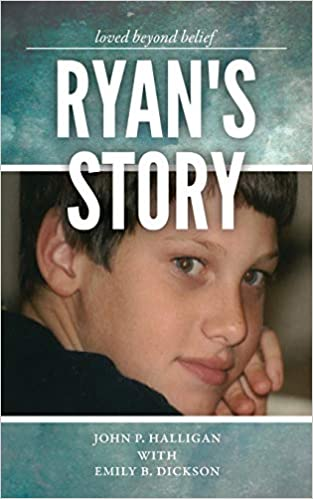 loved beyond belief
RYAN'S
STORY
JOHN P. HALLIGAN
WITH
EMILY B. DICKSON